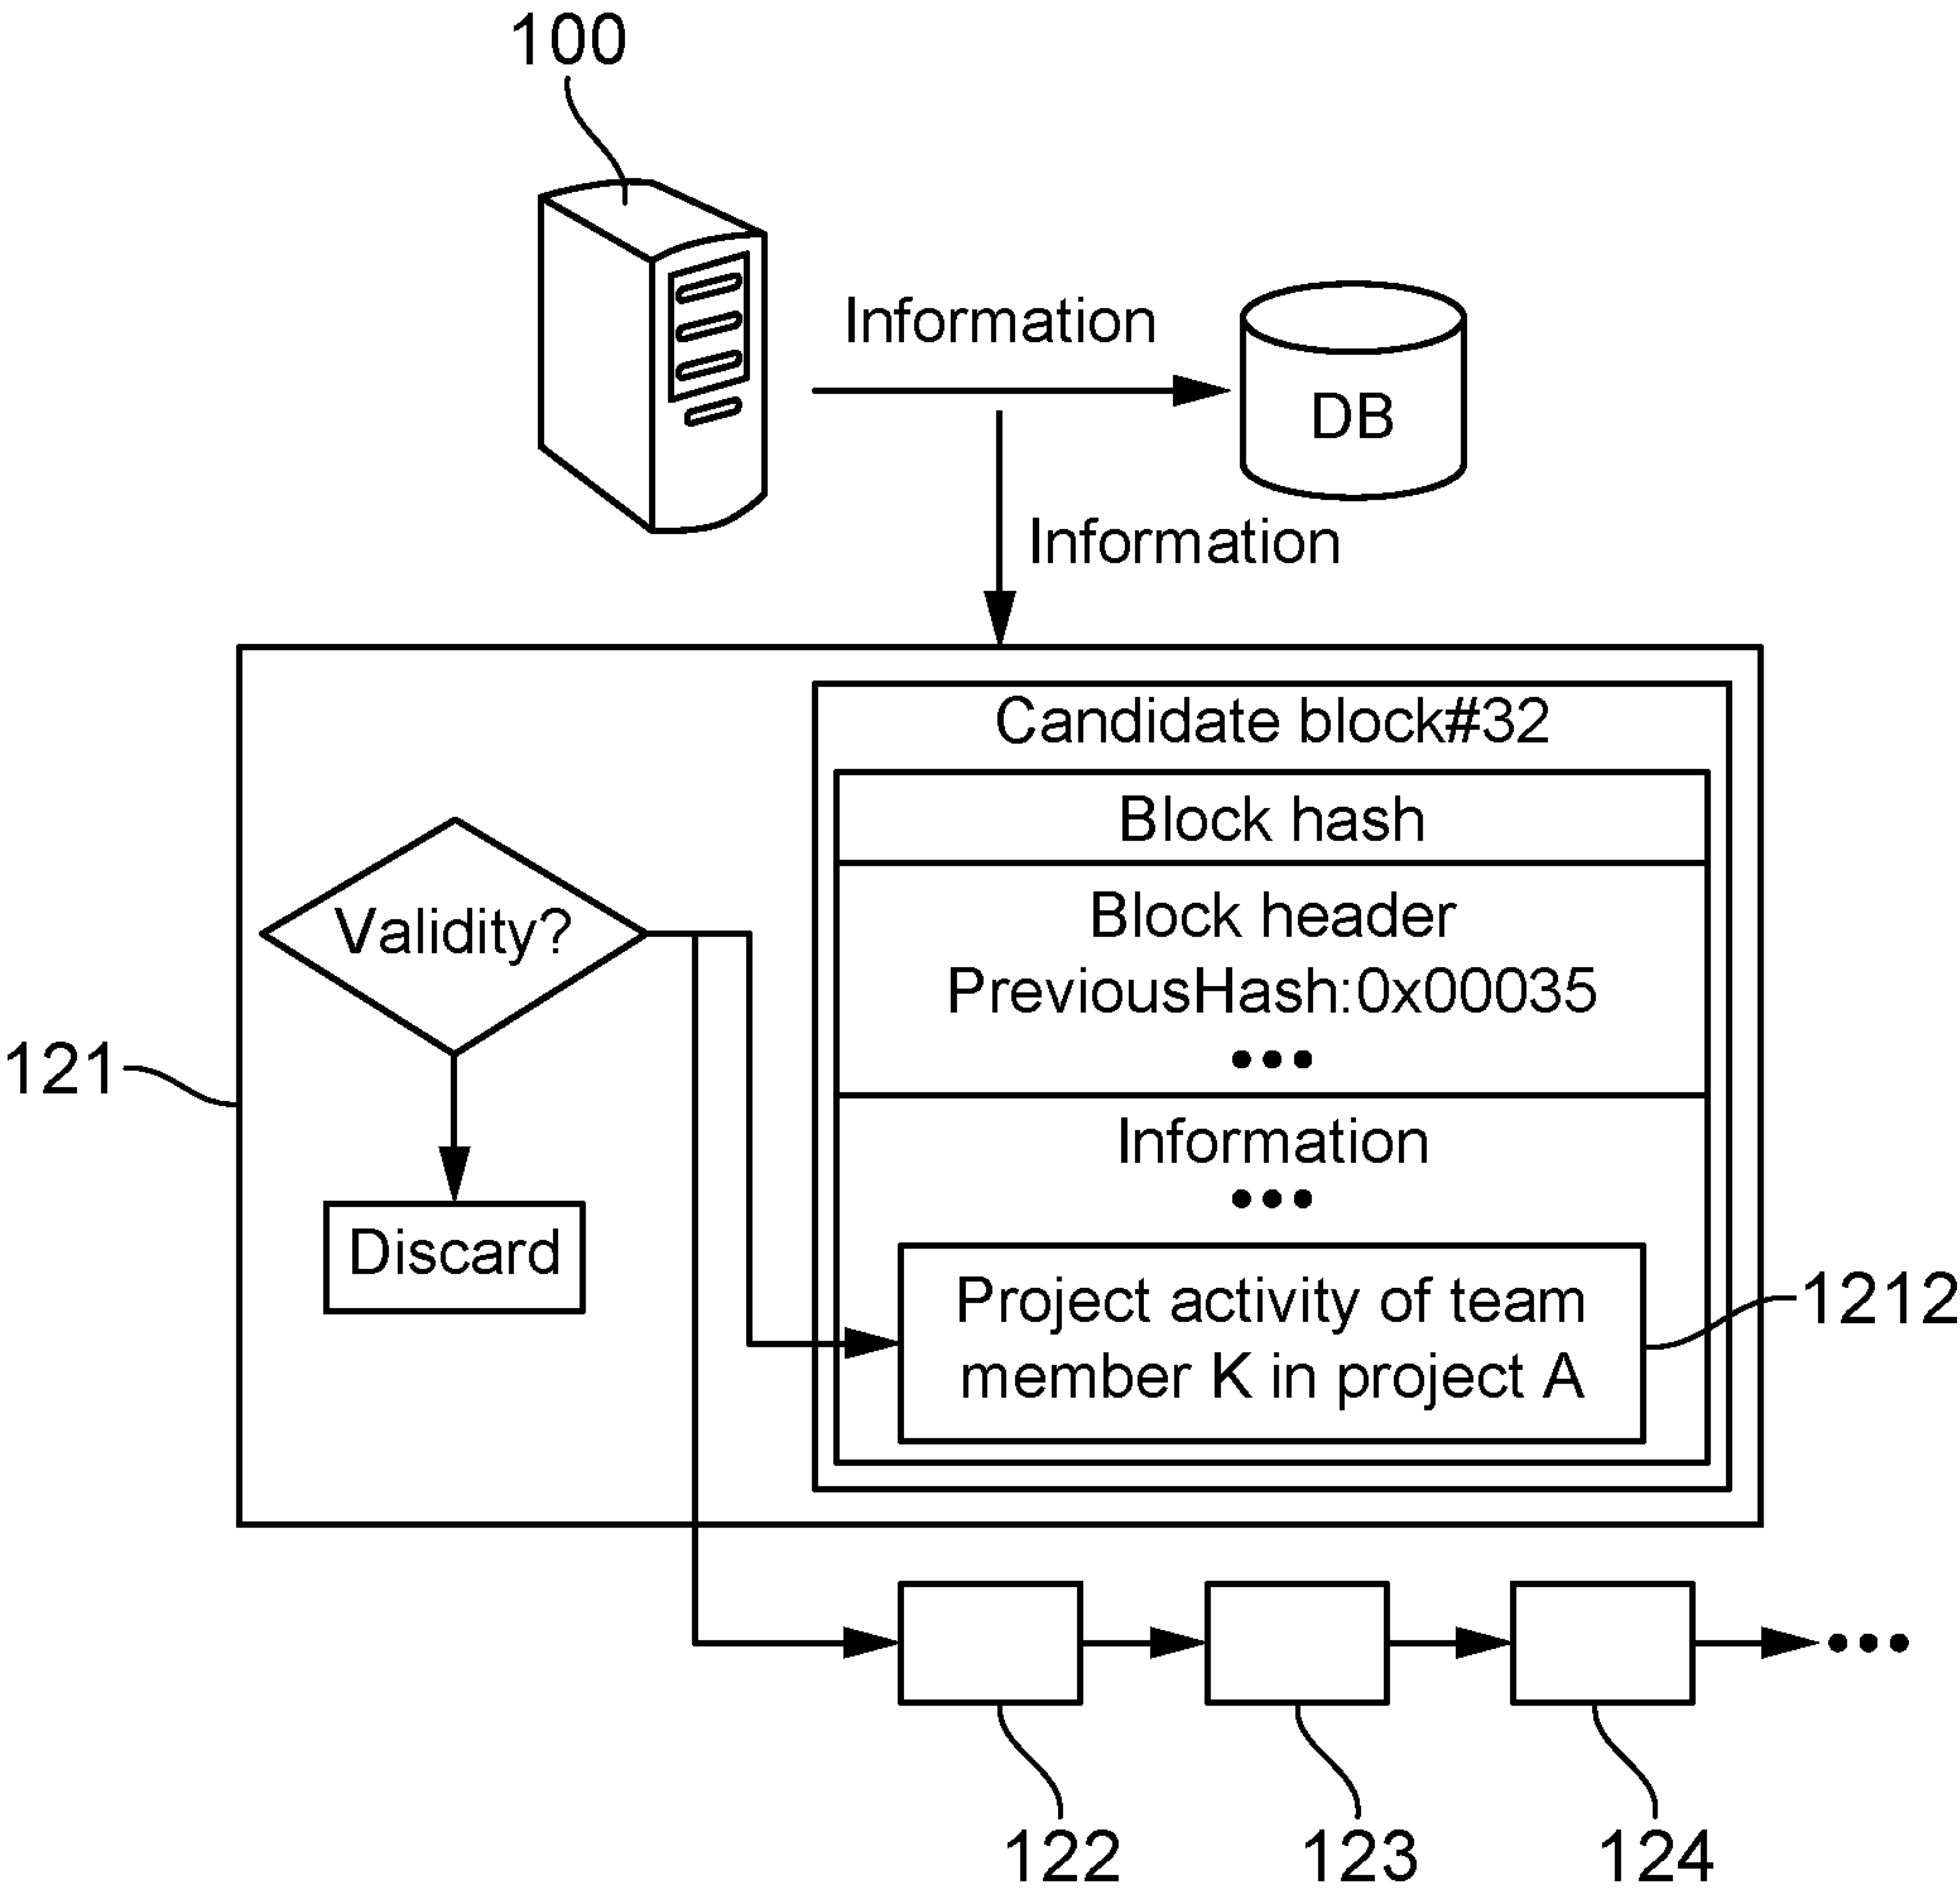 100
Information
DB
Information
Candidate block#32
Block hash
Block header
Validity?
PreviousHash:0x00035
•••
121
Information
•••
Discard
Project activity of team
member K in project A
1212
•••
122
123
124